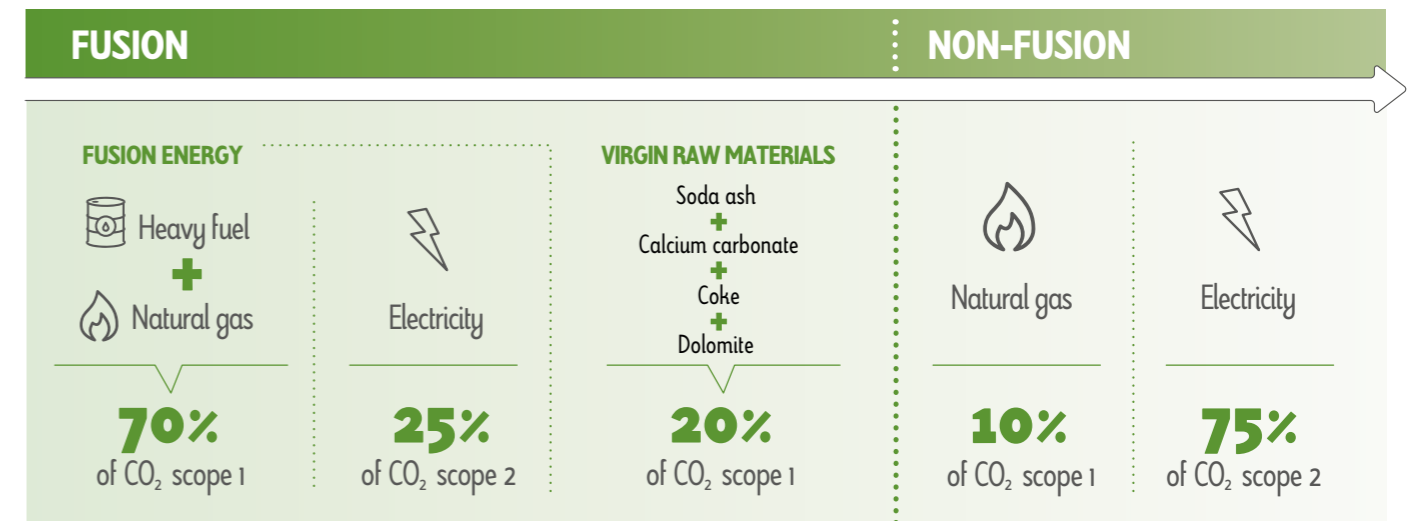 FUSION
NON-FUSION
FUSION ENERGY
Heavy fuel
+
Natural gas
70%
of CO₂ scope 1
Electricity
25%
of CO₂ scope 2
VIRGIN RAW MATERIALS
Soda ash
+
Calcium carbonate
+
Coke
+
Dolomite
20%
of CO₂ scope 1
Natural gas
10%
of CO₂ scope 1
Electricity
75%
of CO₂ scope 2